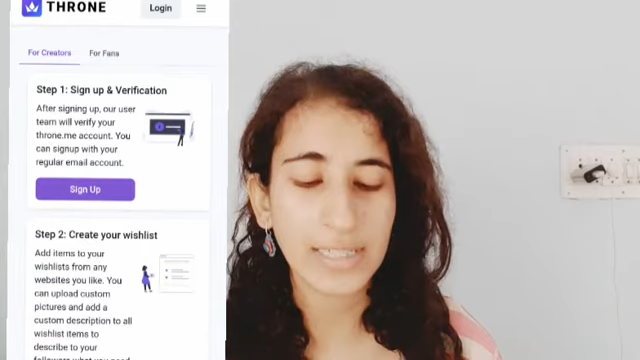 THRONE
Login
For Creators
For Fans
Step 1: Sign up & Verification
After signing up, our user
team will verify your
throne.me account. You
can signup with your
regular email account.
Sign Up
Step 2: Create your wishlist
Add items to your
wishlists from any
websites you like. You
can upload custom
pictures and add a
custom description to all
wishlist items to
describe to your